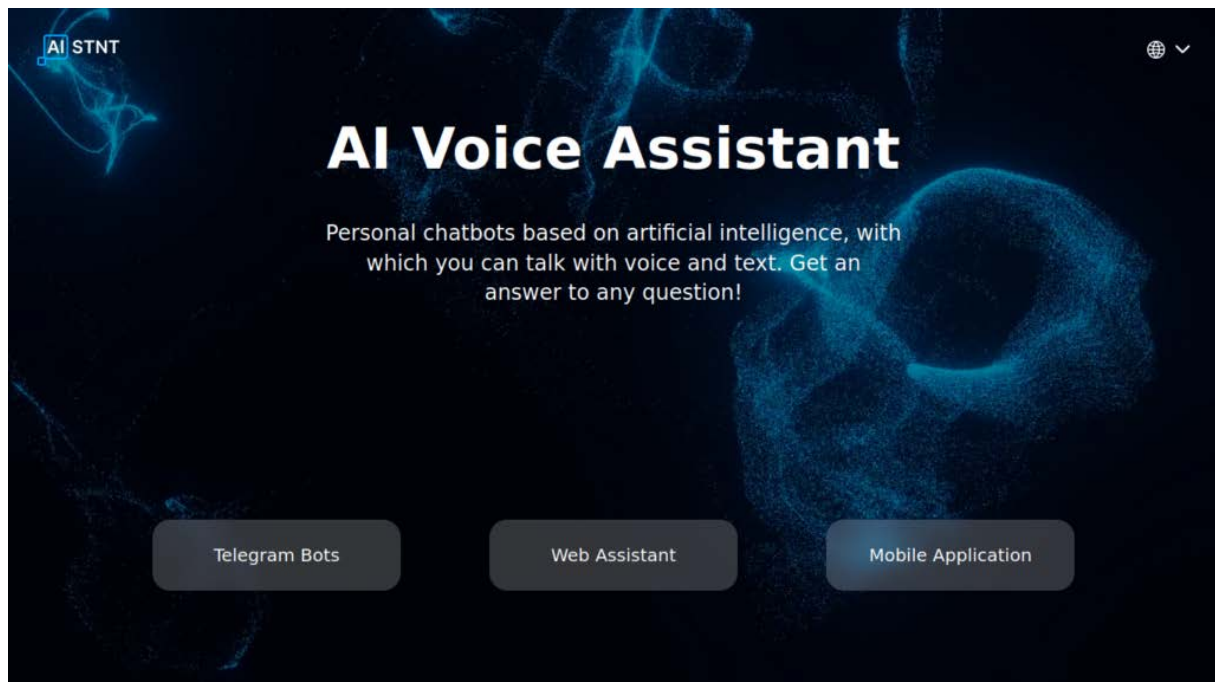 AI STNT
AI Voice Assistant
Personal chatbots based on artificial intelligence, with
which you can talk with voice and text. Get an
answer to any question!
Telegram Bots
Web Assistant
Mobile Application